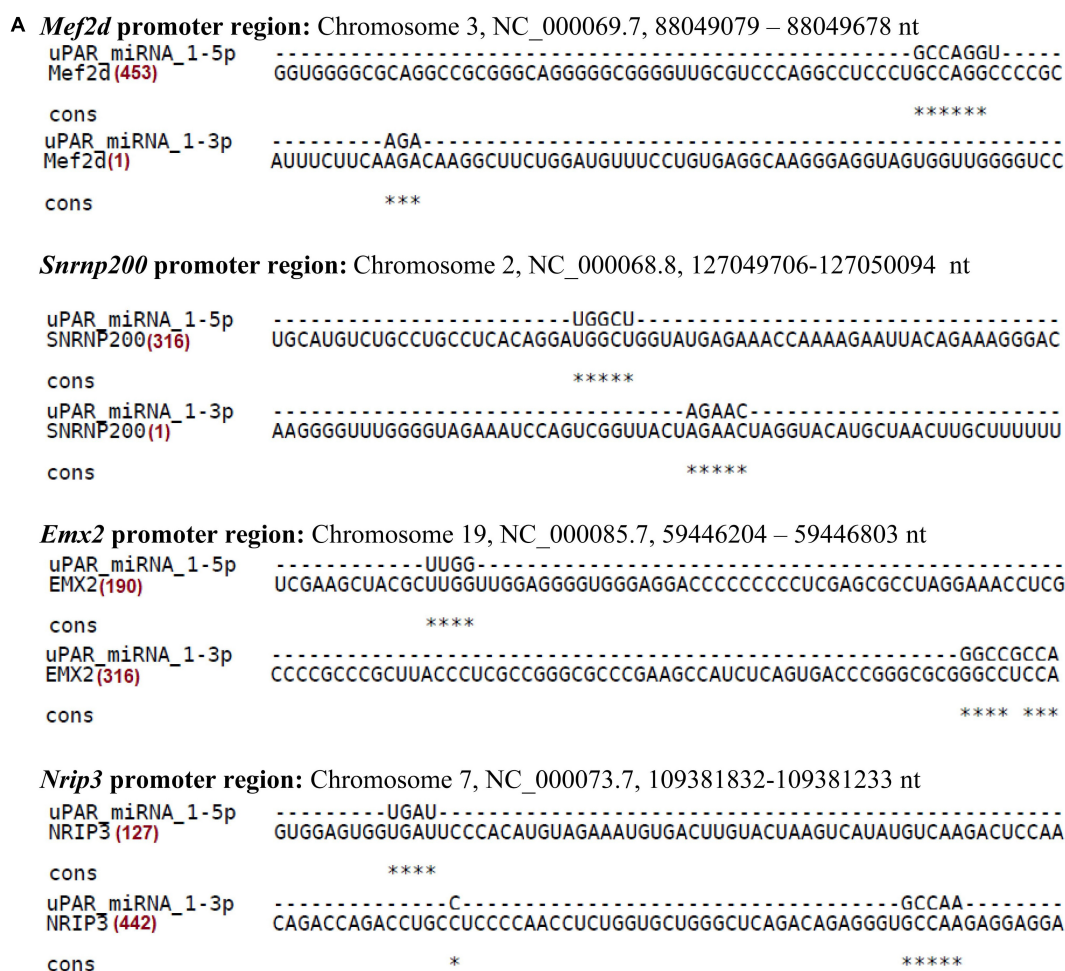 A Mef2d promoter region: Chromosome 3, NC_000069.7, 88049079 – 88049678 nt
uPAR_miRNA_1-5p ----------------------------------------------------GCCAGGU-----
Mef2d(453) GGUGGGGCGCAGGCCGCGGGCAGGGGGCGGGGUUGCGUCCCAGGCCUCCCUGCCAGGCCCCGC
cons ******
uPAR_miRNA_1-3p ---------AGA----------------------------------------------------
Mef2d(1) AUUUCUUCAAGACAAGGCUUCUGGAUGUUUCCUGUGAGGCAAGGGAGGUAGUGGUUGGGGUCC
cons ***
Snrnp200 promoter region: Chromosome 2, NC_000068.8, 127049706-127050094 nt
uPAR_miRNA_1-5p ------------------------UGGCU----------------------------------
SNRNP200(316) UGCAUGUCUGCCUGCCUCACAGGAUGGCUGGUAUGAGAAACCAAAAGAAUUACAGAAAGGGAC
cons *****
uPAR_miRNA_1-3p ---------------------------------AGAAC-------------------------
SNRNP200(1) AAGGGGUUUGGGGUAGAAAUCCAGUCGGUUACUAGAACUAGGUACAUGCUAACUUGCUUUUUU
cons *****
Emx2 promoter region: Chromosome 19, NC_000085.7, 59446204 – 59446803 nt
uPAR_miRNA_1-5p ------------UUGG-----------------------------------------------
EMX2(190) UCGAAGCUACGCUUGGUUGGAGGGGUGGGAGGACCCCCCCCCUCGAGCGCCUAGGAAACCUCG
cons ****
uPAR_miRNA_1-3p -------------------------------------------------------GGCCGCCA
EMX2(316) CCCCGCCCGCUUACCCUCGCCGGGCGCCCGAAGCCAUCUCAGUGACCCGGGCGCGGGCCUCCA
cons **** ***
Nrip3 promoter region: Chromosome 7, NC_000073.7, 109381832-109381233 nt
uPAR_miRNA_1-5p ---------UGAU--------------------------------------------------
NRIP3(127) GUGGAGUGGUGAUUCCCACAUGUAGAAAUGUGACUUGUACUAAGUCAUAUGUCAAGACUCCAA
cons ****
uPAR_miRNA_1-3p --------------C-----------------------------------GCCAA--------
NRIP3(442) CAGACCAGACCUGCCUCCCCAACCUCUGGUGCUGGGCUCAGACAGAGGGUGCCAAGAGGAGGA
cons * *****